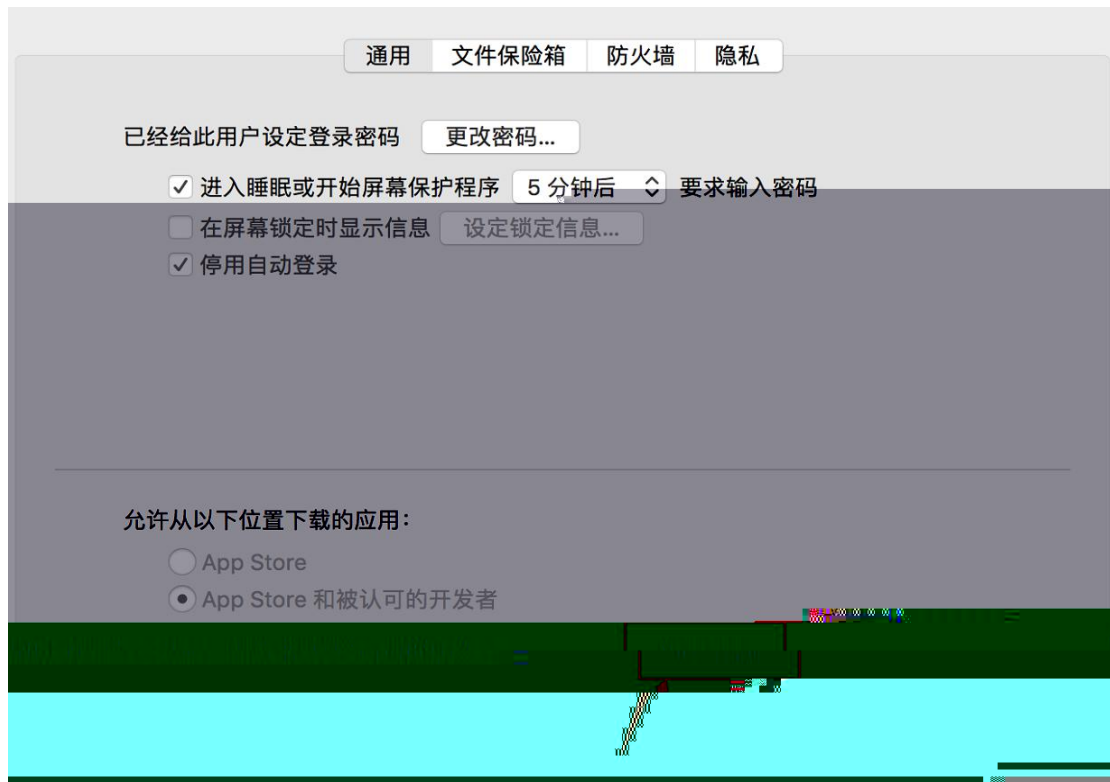 通用 文件保险箱 防火墙 隐私
已经给此用户设定登录密码 更改密码...
进入睡眠或开始屏幕保护程序 5 分钟后 要求输入密码
在屏幕锁定时显示信息 设定锁定信息...
停用自动登录
允许从以下位置下载的应用：
App Store
App Store 和被认可的开发者